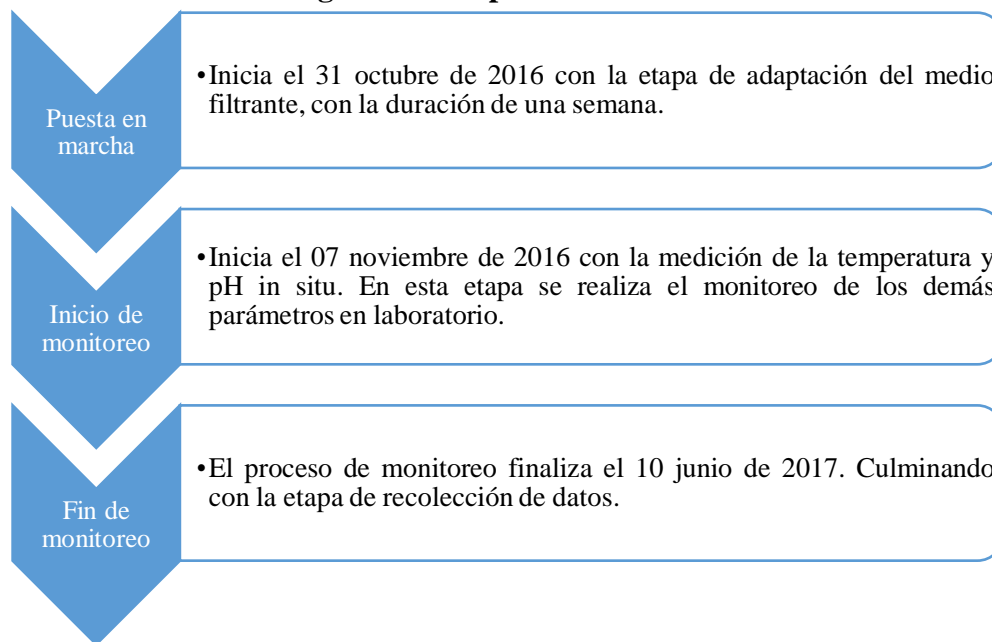 Puesta en
marcha
•Inicia el 31 octubre de 2016 con la etapa de adaptación del medio
filtrante, con la duración de una semana.
Inicio de
monitoreo
•Inicia el 07 noviembre de 2016 con la medición de la temperatura y
pH in situ. En esta etapa se realiza el monitoreo de los demás
parámetros en laboratorio.
Fin de
monitoreo
•El proceso de monitoreo finaliza el 10 junio de 2017. Culminando
con la etapa de recolección de datos.